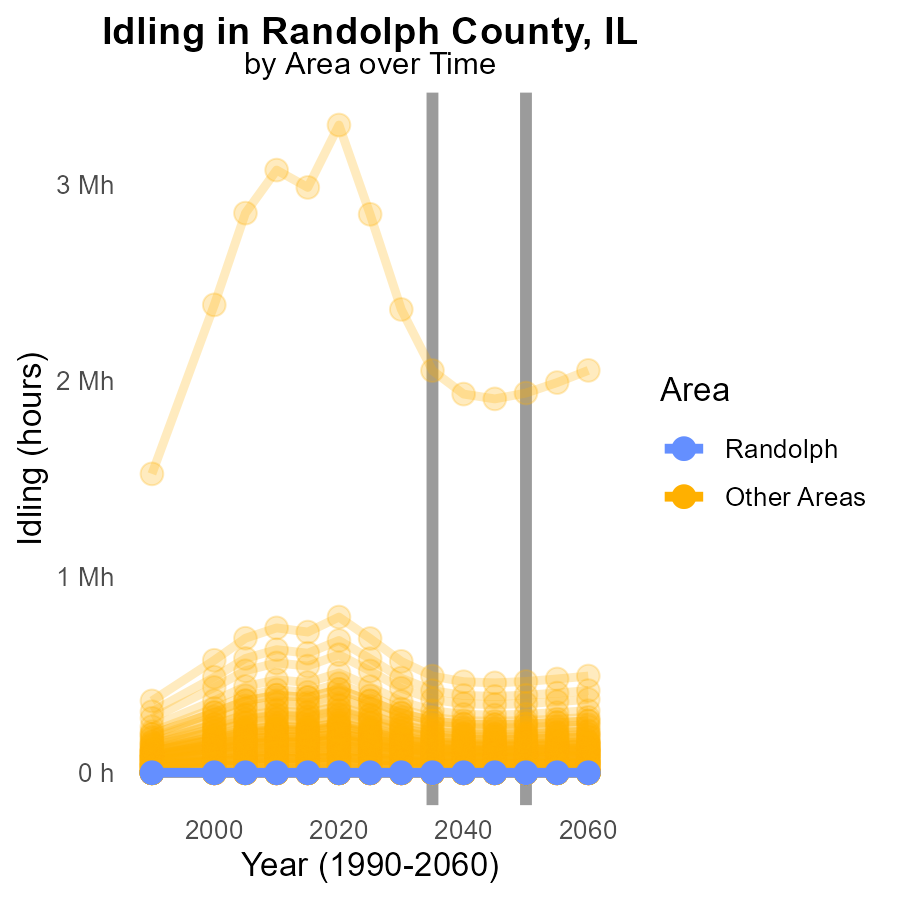 Idling in Randolph County, IL
by Area over Time
Idling (hours)
3 Mh
2 Mh
1 Mh
0 h
2000
2020
2040
2060
Year (1990-2060)
Area
Randolph
Other Areas